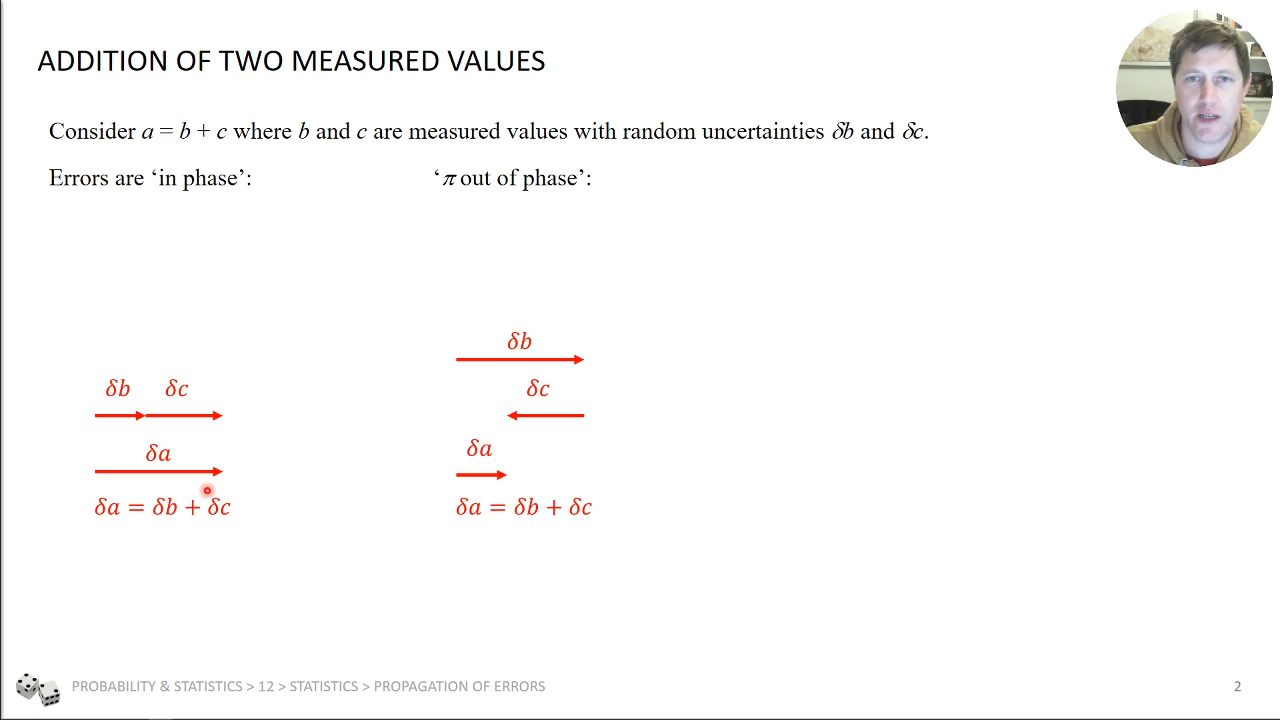 ADDITION OF TWO MEASURED VALUES
Consider a = b + c where b and c are measured values with random uncertainties δb and δc.
Errors are ‘in phase’:
‘π out of phase’:
δb δc
δa
δa = δb + δc
δb
δc
δa
δa = δb + δc
PROBABILITY & STATISTICS > 12 > STATISTICS > PROPAGATION OF ERRORS
2